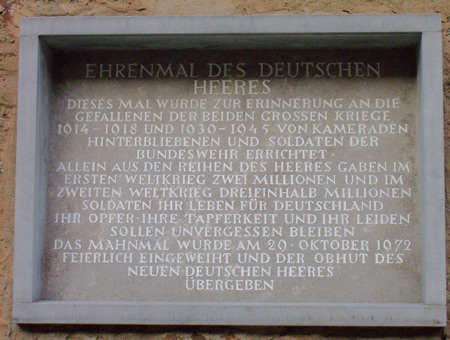 EHRENMAL DES DEUTSCHEN
HEERES
DIESES MAL WURDE ZUR ERINNERUNG AN DIE
GEFALLENEN DER BEIDEN GROSSEN KRIEGE
1914-1918 UND 1939-1945 VON KAMERADEN
HINTERBLIEBENEN UND SOLDATEN DER
BUNDESWEHR ERRICHTET·
ALLEIN AUS DEN REIHEN DES HEERES GABEN IM
ERSTEN WELTKRIEG ZWEI MILLIONEN UND IM
ZWEITEN WELTKRIEG DREIEINHALB MILLIONEN
SOLDATEN IHR LEBEN FÜR DEUTSCHLAND
IHR OPFER·IHRE TAPFERKEIT UND IHR LEIDEN
SOLLEN UNVERGESSEN BLEIBEN
DAS MAHNMAL WURDE AM 29·OKTOBER 1972
FEIERLICH EINGEWEIHT UND DER OBHUT DES
NEUEN DEUTSCHEN HEERES
ÜBERGEBEN